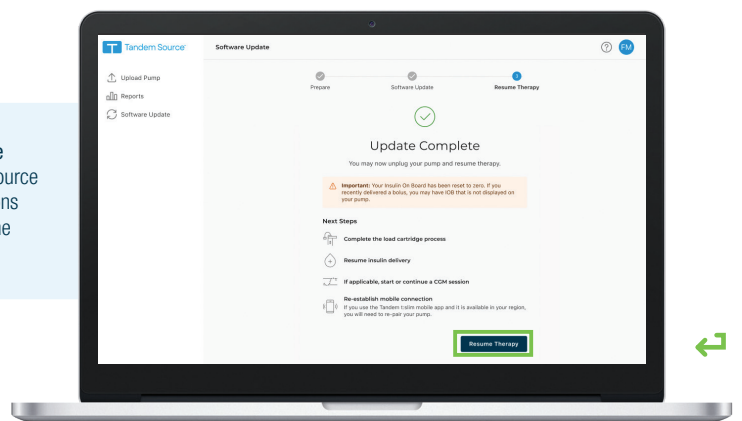 ource
ns
Tandem Source
Software Update
?
FM
Upload Pump
Reports
Software Update
Prepare
Software Update
3
Resume Therapy
Update Complete
You may now unplug your pump and resume therapy.
Important: Your Insulin On Board has been reset to zero. If you
recently delivered a bolus, you may have IOB that is not displayed on
your pump.
Next Steps
Complete the load cartridge process
Resume insulin delivery
If applicable, start or continue a CGM session
Re-establish mobile connection
If you use the Tandem t:slim mobile app and it is available in your region,
you will need to re-pair your pump.
Resume Therapy